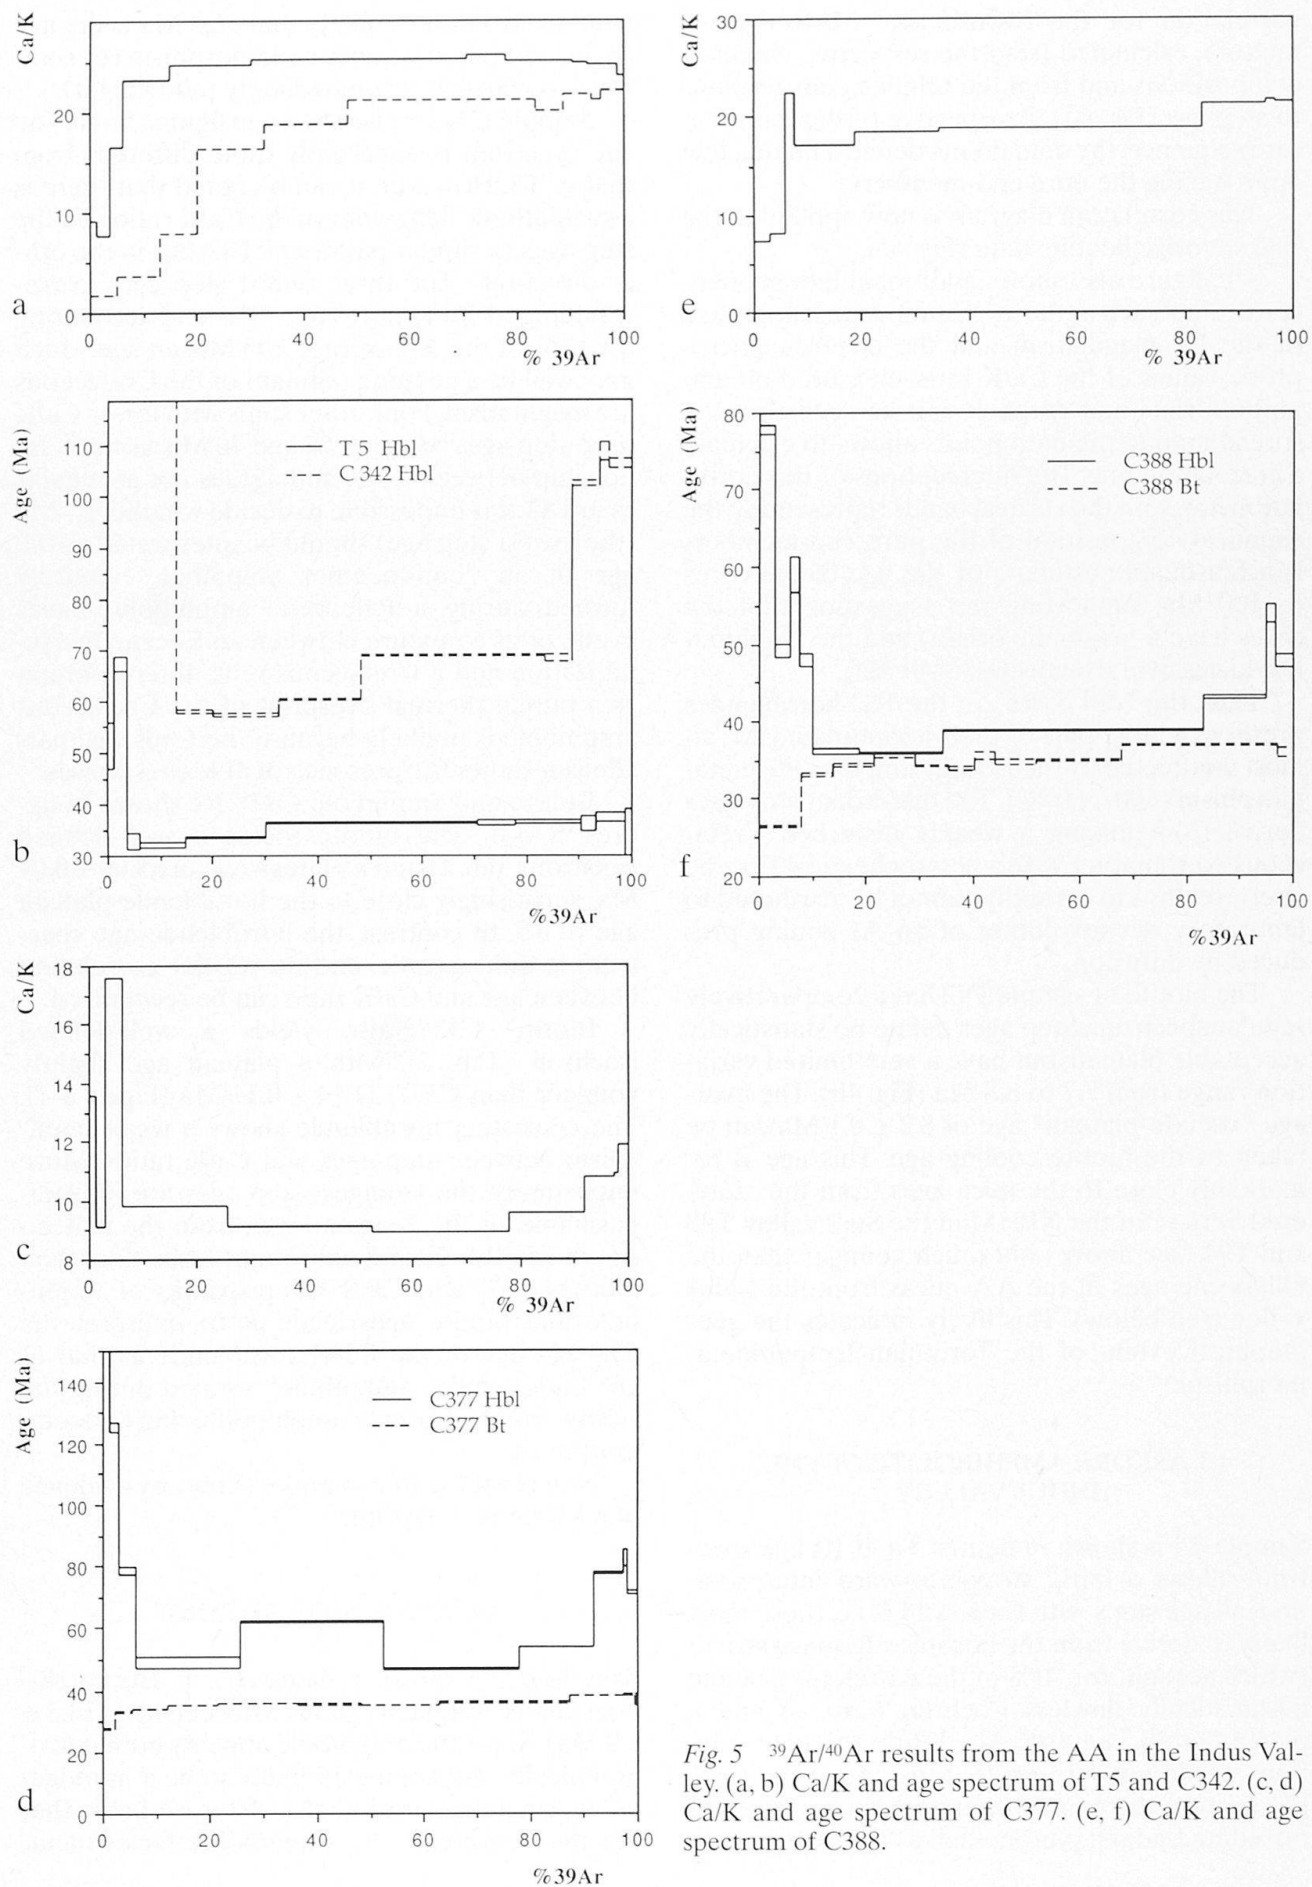 Ca/K
20
10
0
0
20
40
60
80
100
% 39Ar
a
Age (Ma)
110
100
90
80
70
60
50
40
30
T 5 Hbl
C 342 Hbl
0
20
40
60
80
100
%39Ar
b
Ca/K
18
16
14
12
10
8
0
20
40
60
80
100
% 39Ar
c
Age (Ma)
140
120
100
80
60
40
20
0
C377 Hbl
C377 Bt
0
20
40
60
80
100
%39Ar
d
Ca/K
30
20
10
0
0
20
40
60
80
100
% 39Ar
e
Age (Ma)
80
70
60
50
40
30
20
C388 Hbl
C388 Bt
0
20
40
60
80
100
%39Ar
f
Fig. 5 ³⁹Ar/⁴⁰Ar results from the AA in the Indus Val-
ley. (a, b) Ca/K and age spectrum of T5 and C342. (c, d)
Ca/K and age spectrum of C377. (e, f) Ca/K and age
spectrum of C388.